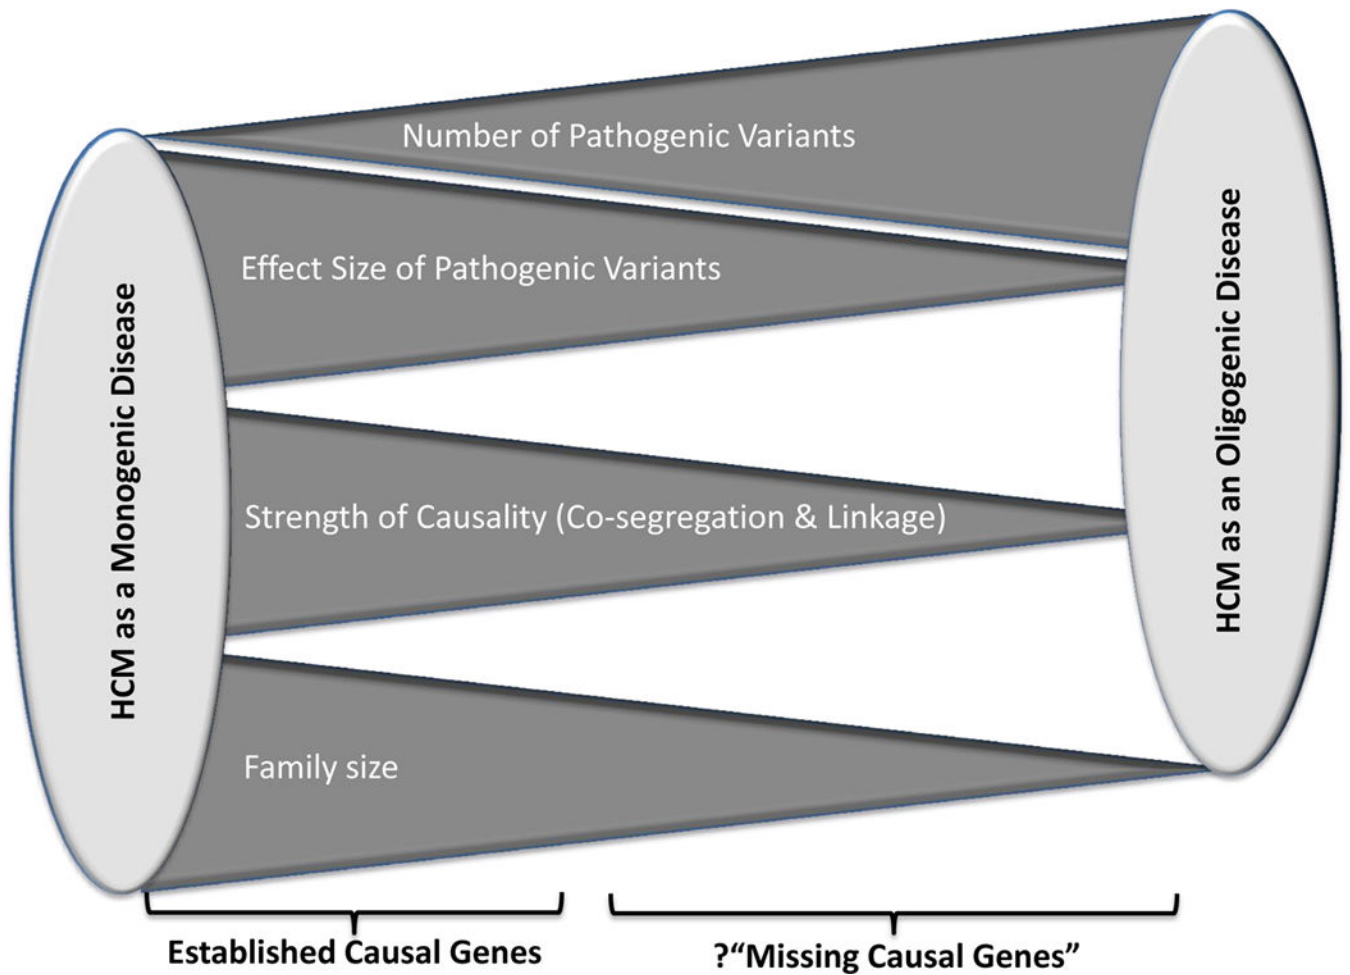 Number of Pathogenic Variants
Effect Size of Pathogenic Variants
Strength of Causality (Co-segregation & Linkage)
Family size
HCM as a Monogenic Disease
HCM as an Oligogenic Disease
Established Causal Genes
?“Missing Causal Genes”